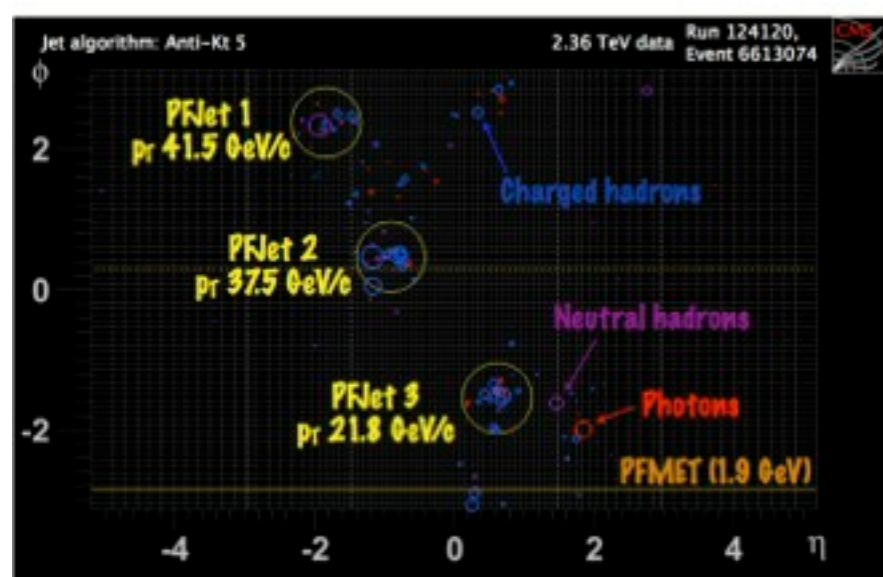 Jet algorithm: Anti-Kt 5
2.36 TeV data
Run 124120,
Event 6613074
CMS
ϕ
PFJet 1
pT 41.5 GeV/c
2
Charged hadrons
PFJet 2
pT 37.5 GeV/c
0
Neutral hadrons
PFJet 3
pT 21.8 GeV/c
Photons
-2
PFMET (1.9 GeV)
-4 -2 0 2 4 η